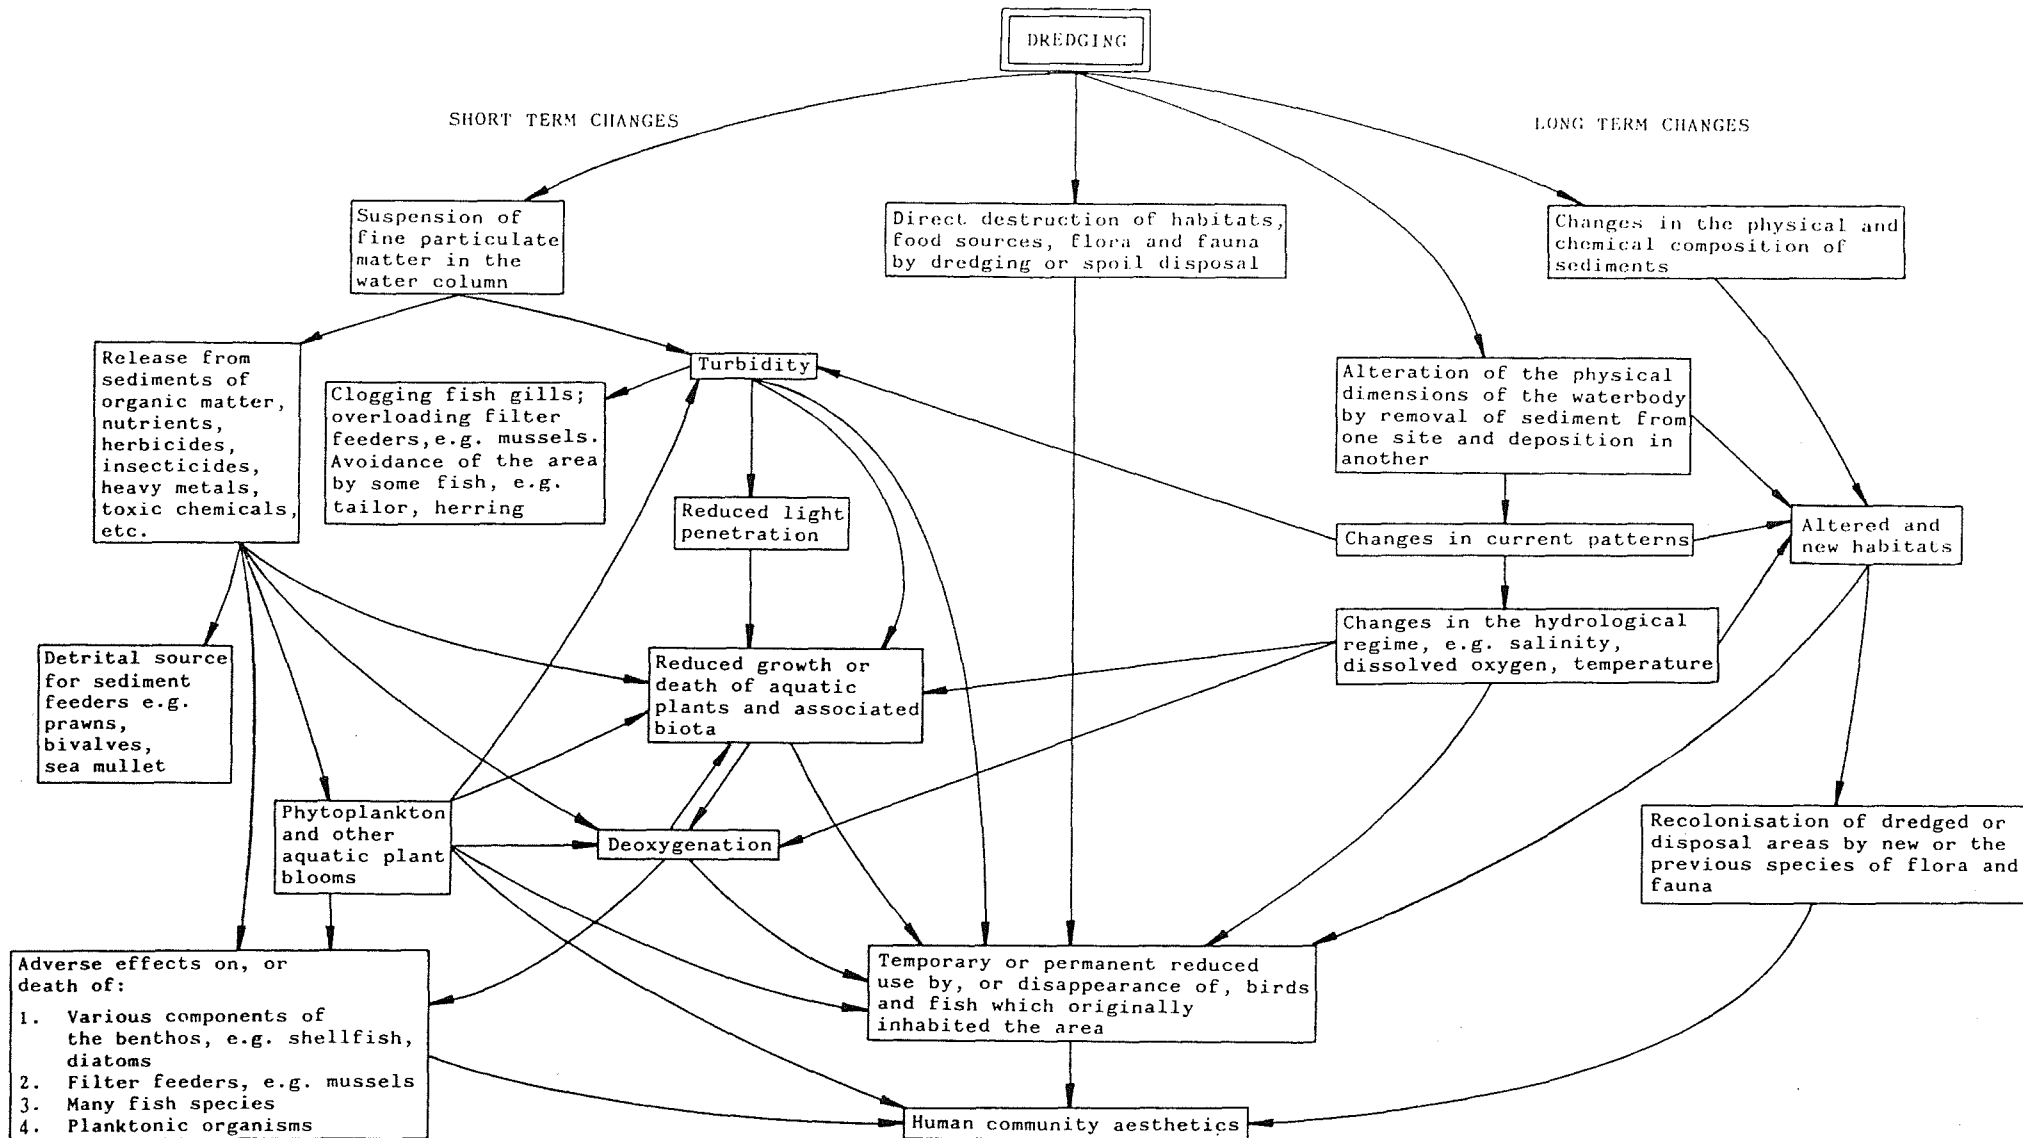 DREDGING
SHORT TERM CHANGES
LONG TERM CHANGES
Suspension of
fine particulate
matter in the
water column
Direct destruction of habitats,
food sources, flora and fauna
by dredging or spoil disposal
Changes in the physical and
chemical composition of
sediments
Release from
sediments of
organic matter,
nutrients,
herbicides,
insecticides,
heavy metals,
toxic chemicals,
etc.
Clogging fish gills;
overloading filter
feeders,e.g. mussels.
Avoidance of the area
by some fish, e.g.
tailor, herring
Turbidity
Alteration of the physical
dimensions of the waterbody
by removal of sediment from
one site and deposition in
another
Reduced light
penetration
Changes in current patterns
Altered and
new habitats
Detrital source
for sediment
feeders e.g.
prawns,
bivalves,
sea mullet
Reduced growth or
death of aquatic
plants and associated
biota
Changes in the hydrological
regime, e.g. salinity,
dissolved oxygen, temperature
Phytoplankton
and other
aquatic plant
blooms
Deoxygenation
Recolonisation of dredged or
disposal areas by new or the
previous species of flora and
fauna
Adverse effects on, or
death of:
1. Various components of
the benthos, e.g. shellfish,
diatoms
2. Filter feeders, e.g. mussels
3. Many fish species
4. Planktonic organisms
Temporary or permanent reduced
use by, or disappearance of, birds
and fish which originally
inhabited the area
Human community aesthetics